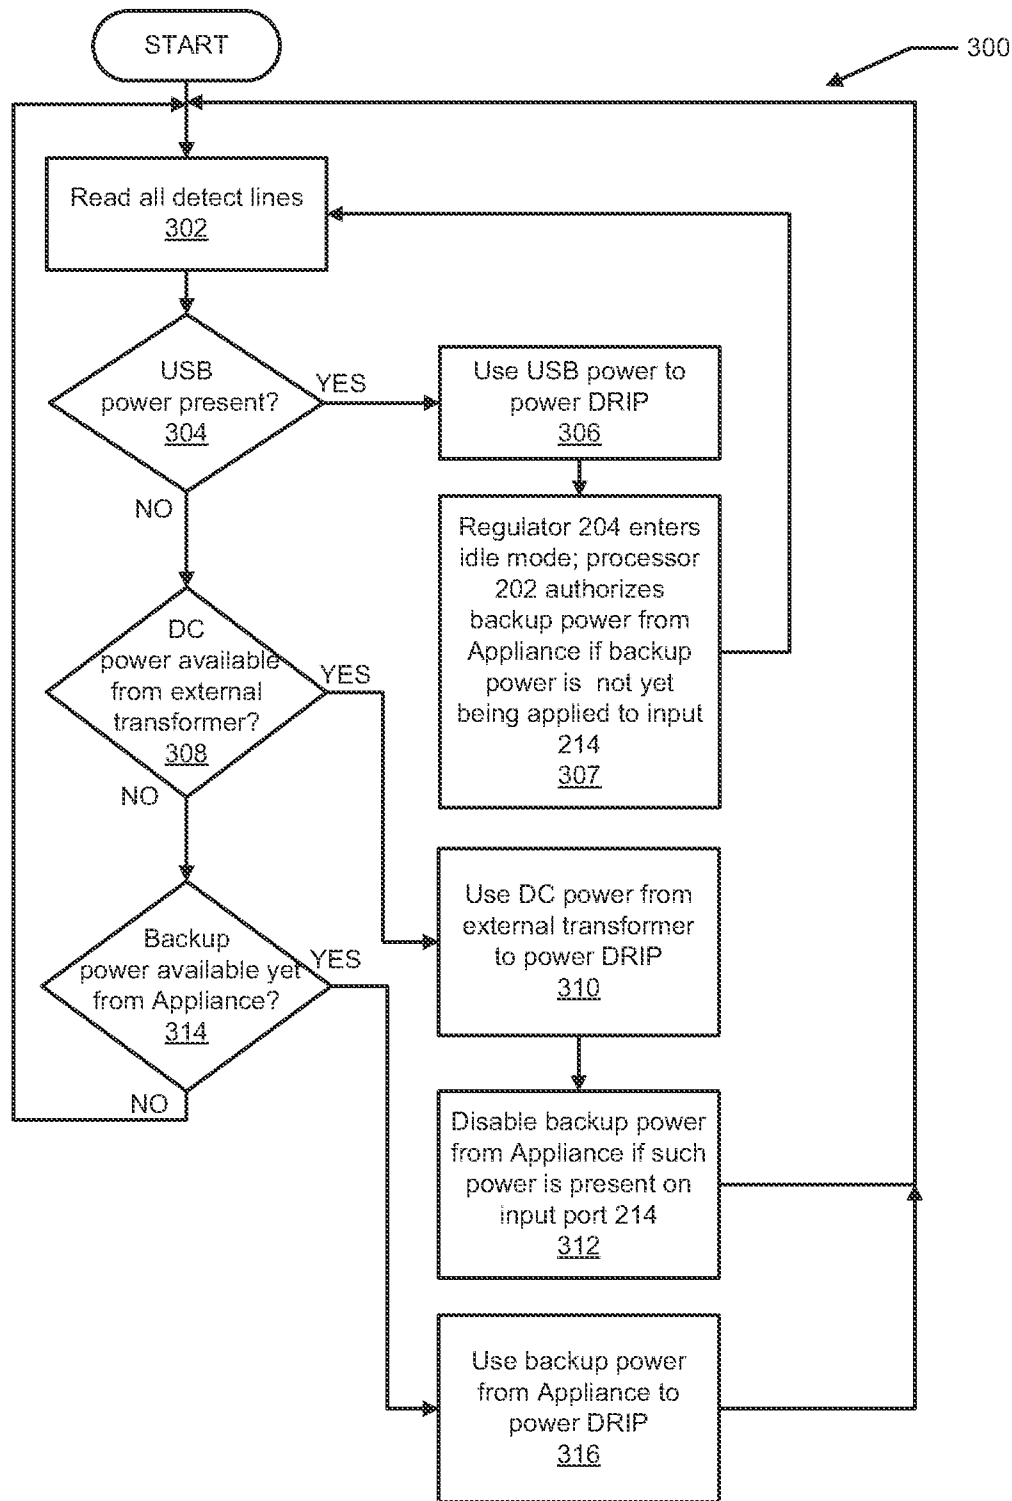 START
300
Read all detect lines
302
USB
power present?
304
YES
NO
Use USB power to
power DRIP
306
Regulator 204 enters
idle mode; processor
202 authorizes
backup power from
Appliance if backup
power is not yet
being applied to input
214
307
DC
power available
from external
transformer?
308
YES
NO
Use DC power from
external transformer
to power DRIP
310
Backup
power available yet
from Appliance?
314
YES
NO
Disable backup power
from Appliance if such
power is present on
input port 214
312
Use backup power
from Appliance to
power DRIP
316